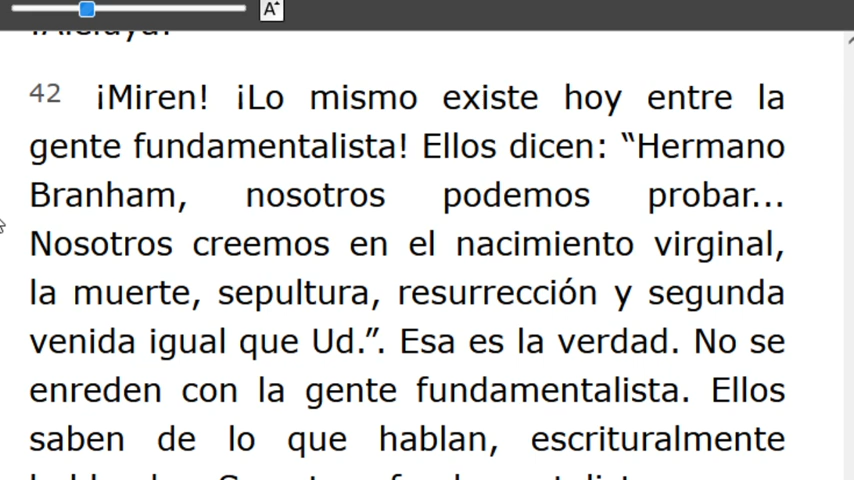 A
42 ¡Miren! ¡Lo mismo existe hoy entre la
gente fundamentalista! Ellos dicen: “Hermano
Branham, nosotros podemos probar...
Nosotros creemos en el nacimiento virginal,
la muerte, sepultura, resurrección y segunda
venida igual que Ud.”. Esa es la verdad. No se
enreden con la gente fundamentalista. Ellos
saben de lo que hablan, escrituralmente